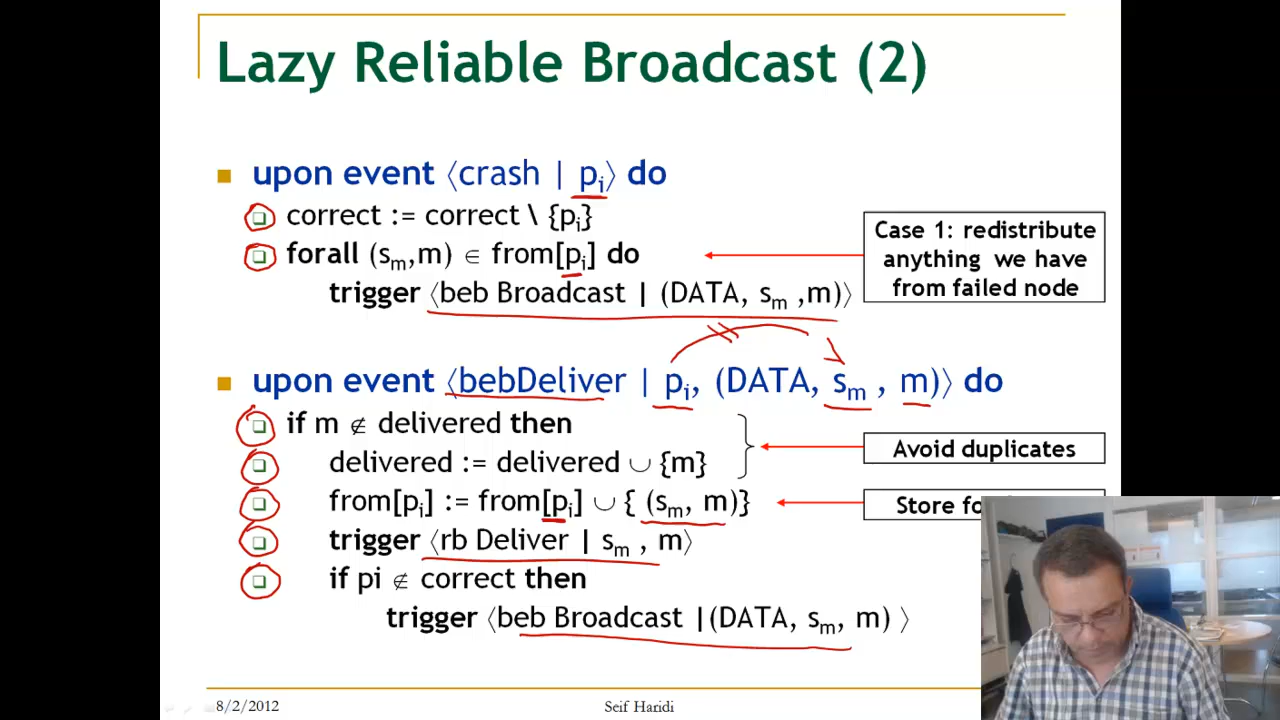 Lazy Reliable Broadcast (2)
upon event ⟨crash | pi⟩ do
correct := correct \ {pi}
forall (sm,m) ∈ from[pi] do
trigger ⟨beb Broadcast | (DATA, sm ,m)⟩
Case 1: redistribute
anything we have
from failed node
upon event ⟨bebDeliver | pi, (DATA, sm , m)⟩ do
if m ∉ delivered then
delivered := delivered ∪ {m}
Avoid duplicates
from[pi] := from[pi] ∪ { (sm, m)}
Store
trigger ⟨rb Deliver | sm , m⟩
if pi ∉ correct then
trigger ⟨beb Broadcast |(DATA, sm, m) ⟩
8/2/2012
Seif Haridi